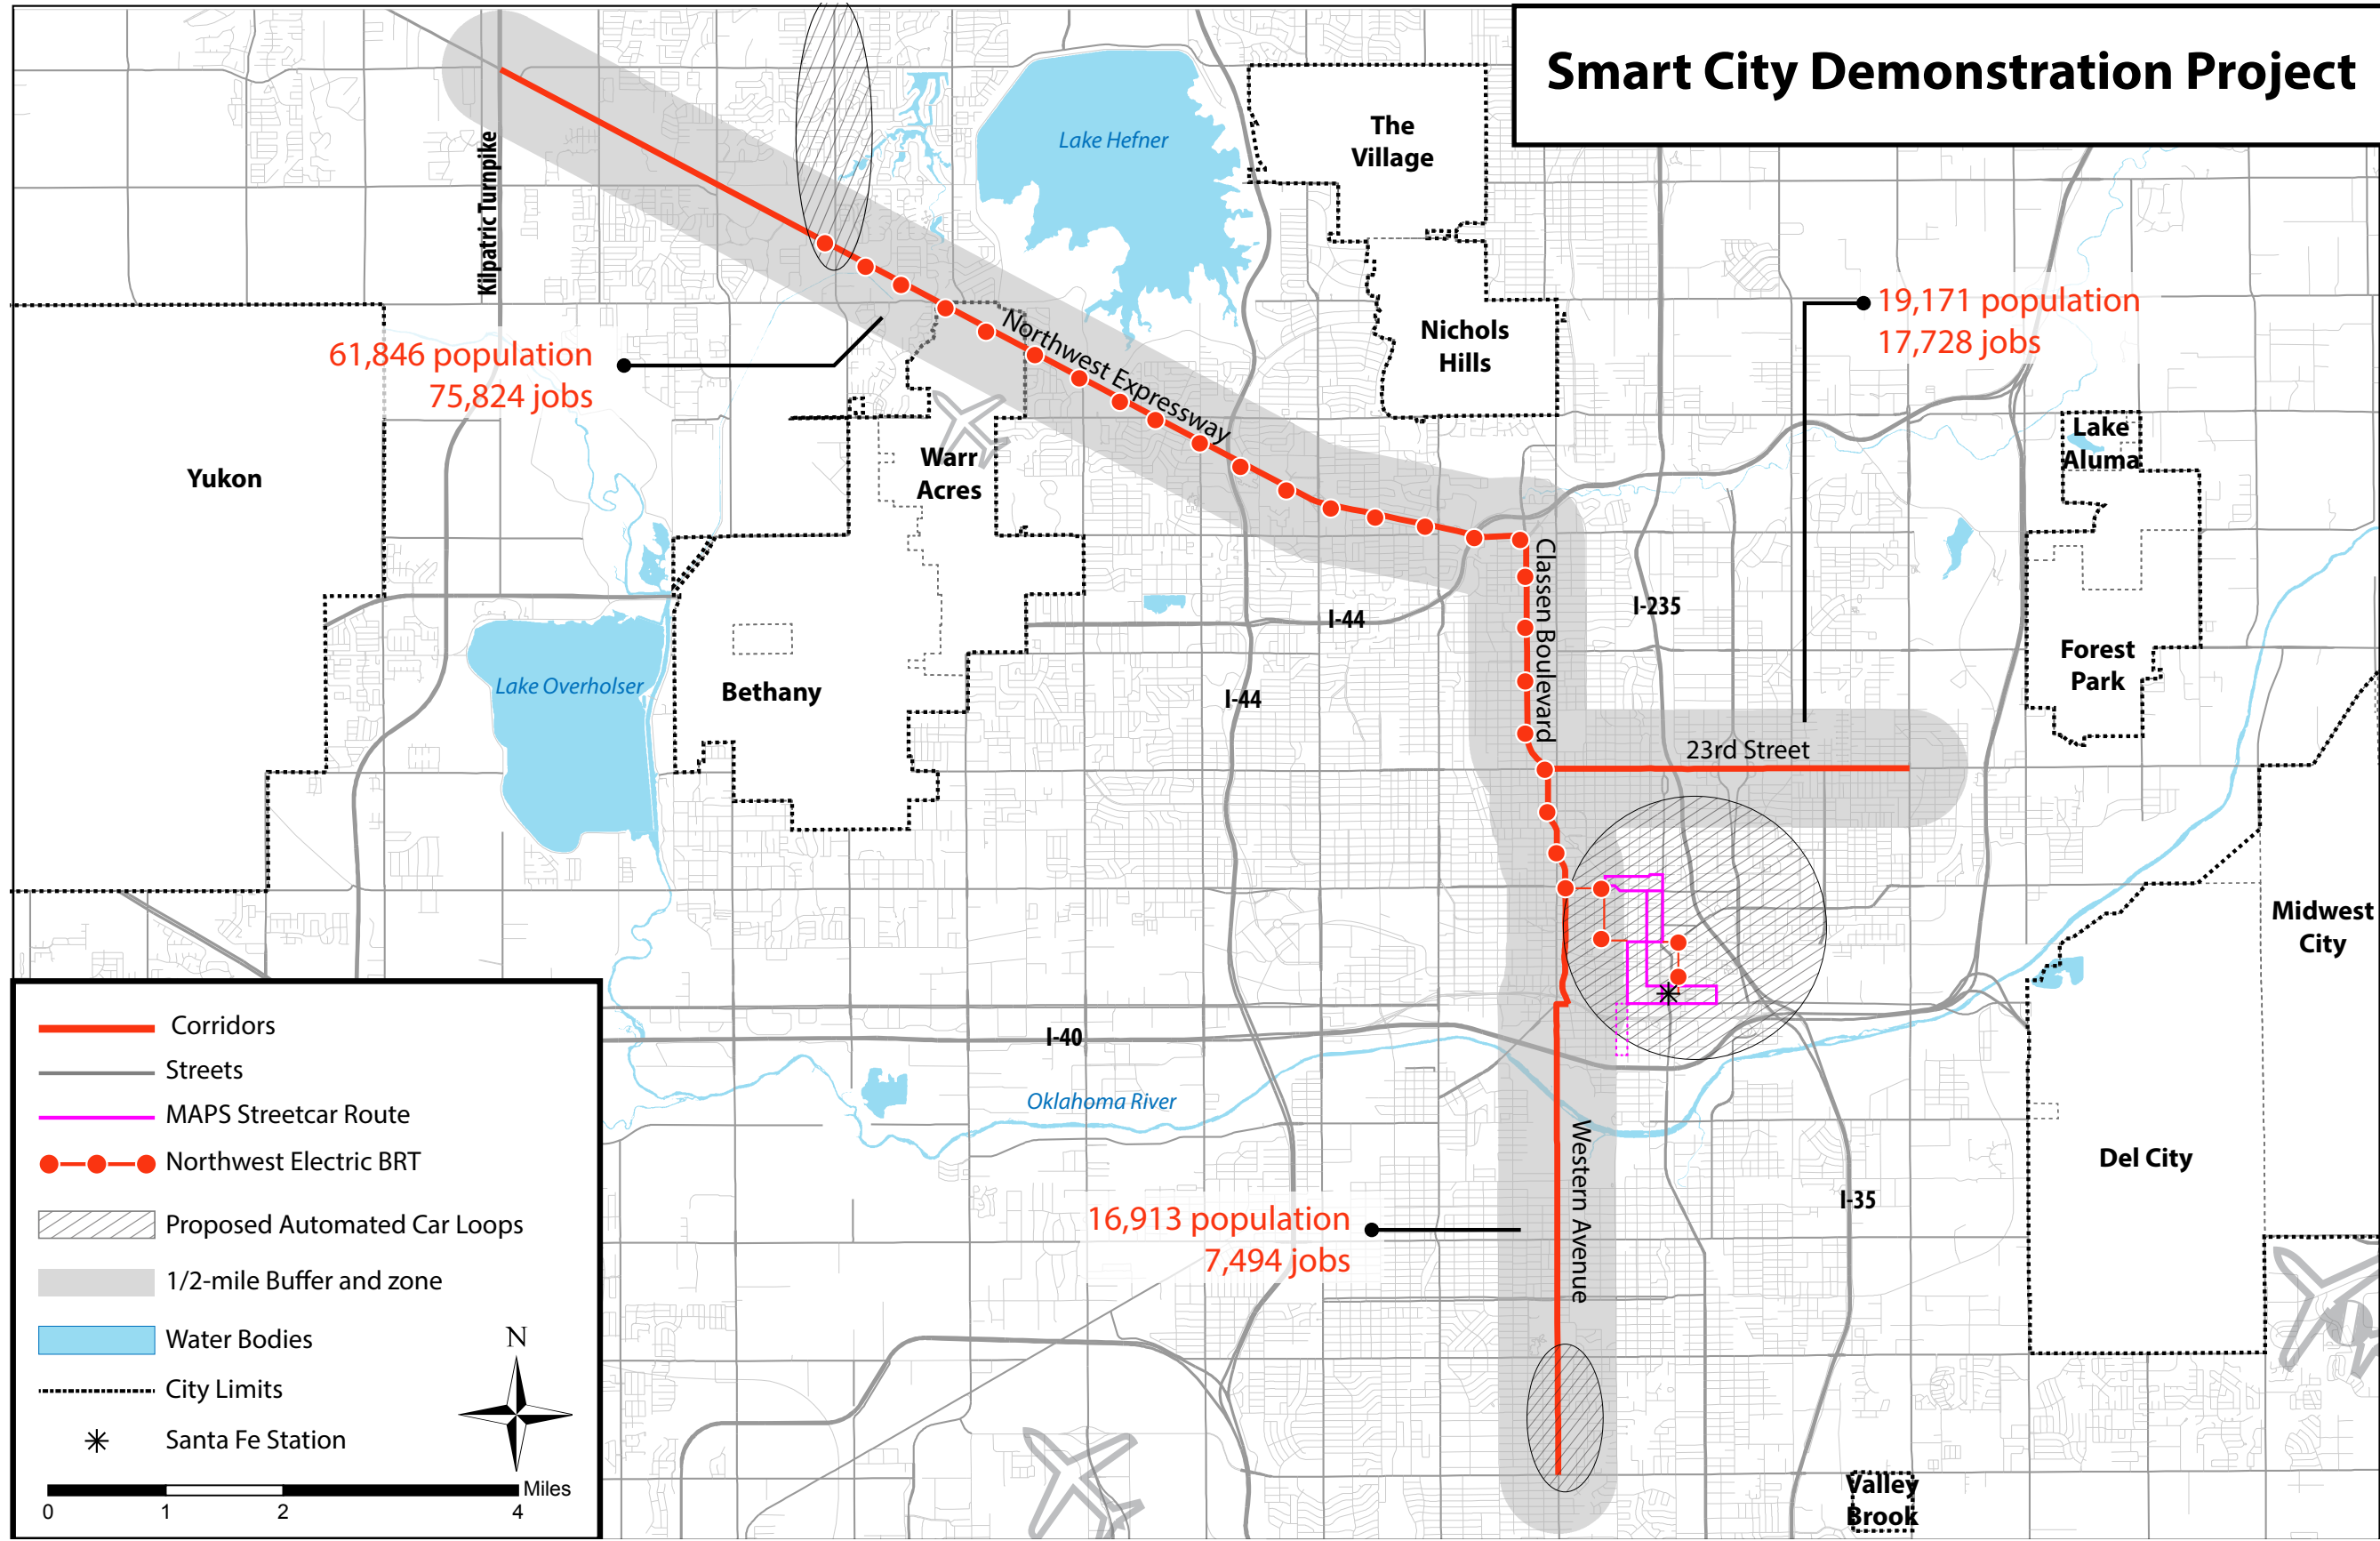 Smart City Demonstration Project
Lake Hefner
The
Village
Kilpatric Turnpike
19,171 population
17,728 jobs
Northwest Expressway
Nichols
Hills
61,846 population
75,824 jobs
Yukon
Warr
Acres
Lake
Aluma
Classen Boulevard
I-44
I-235
Forest
Park
Lake Overholser
Bethany
I-44
23rd Street
Midwest
City
I-40
Oklahoma River
Western Avenue
Del City
I-35
16,913 population
7,494 jobs
Valley
Brook
Corridors
Streets
MAPS Streetcar Route
Northwest Electric BRT
Proposed Automated Car Loops
1/2-mile Buffer and zone
Water Bodies
City Limits
Santa Fe Station
N
Miles
0 1 2 4